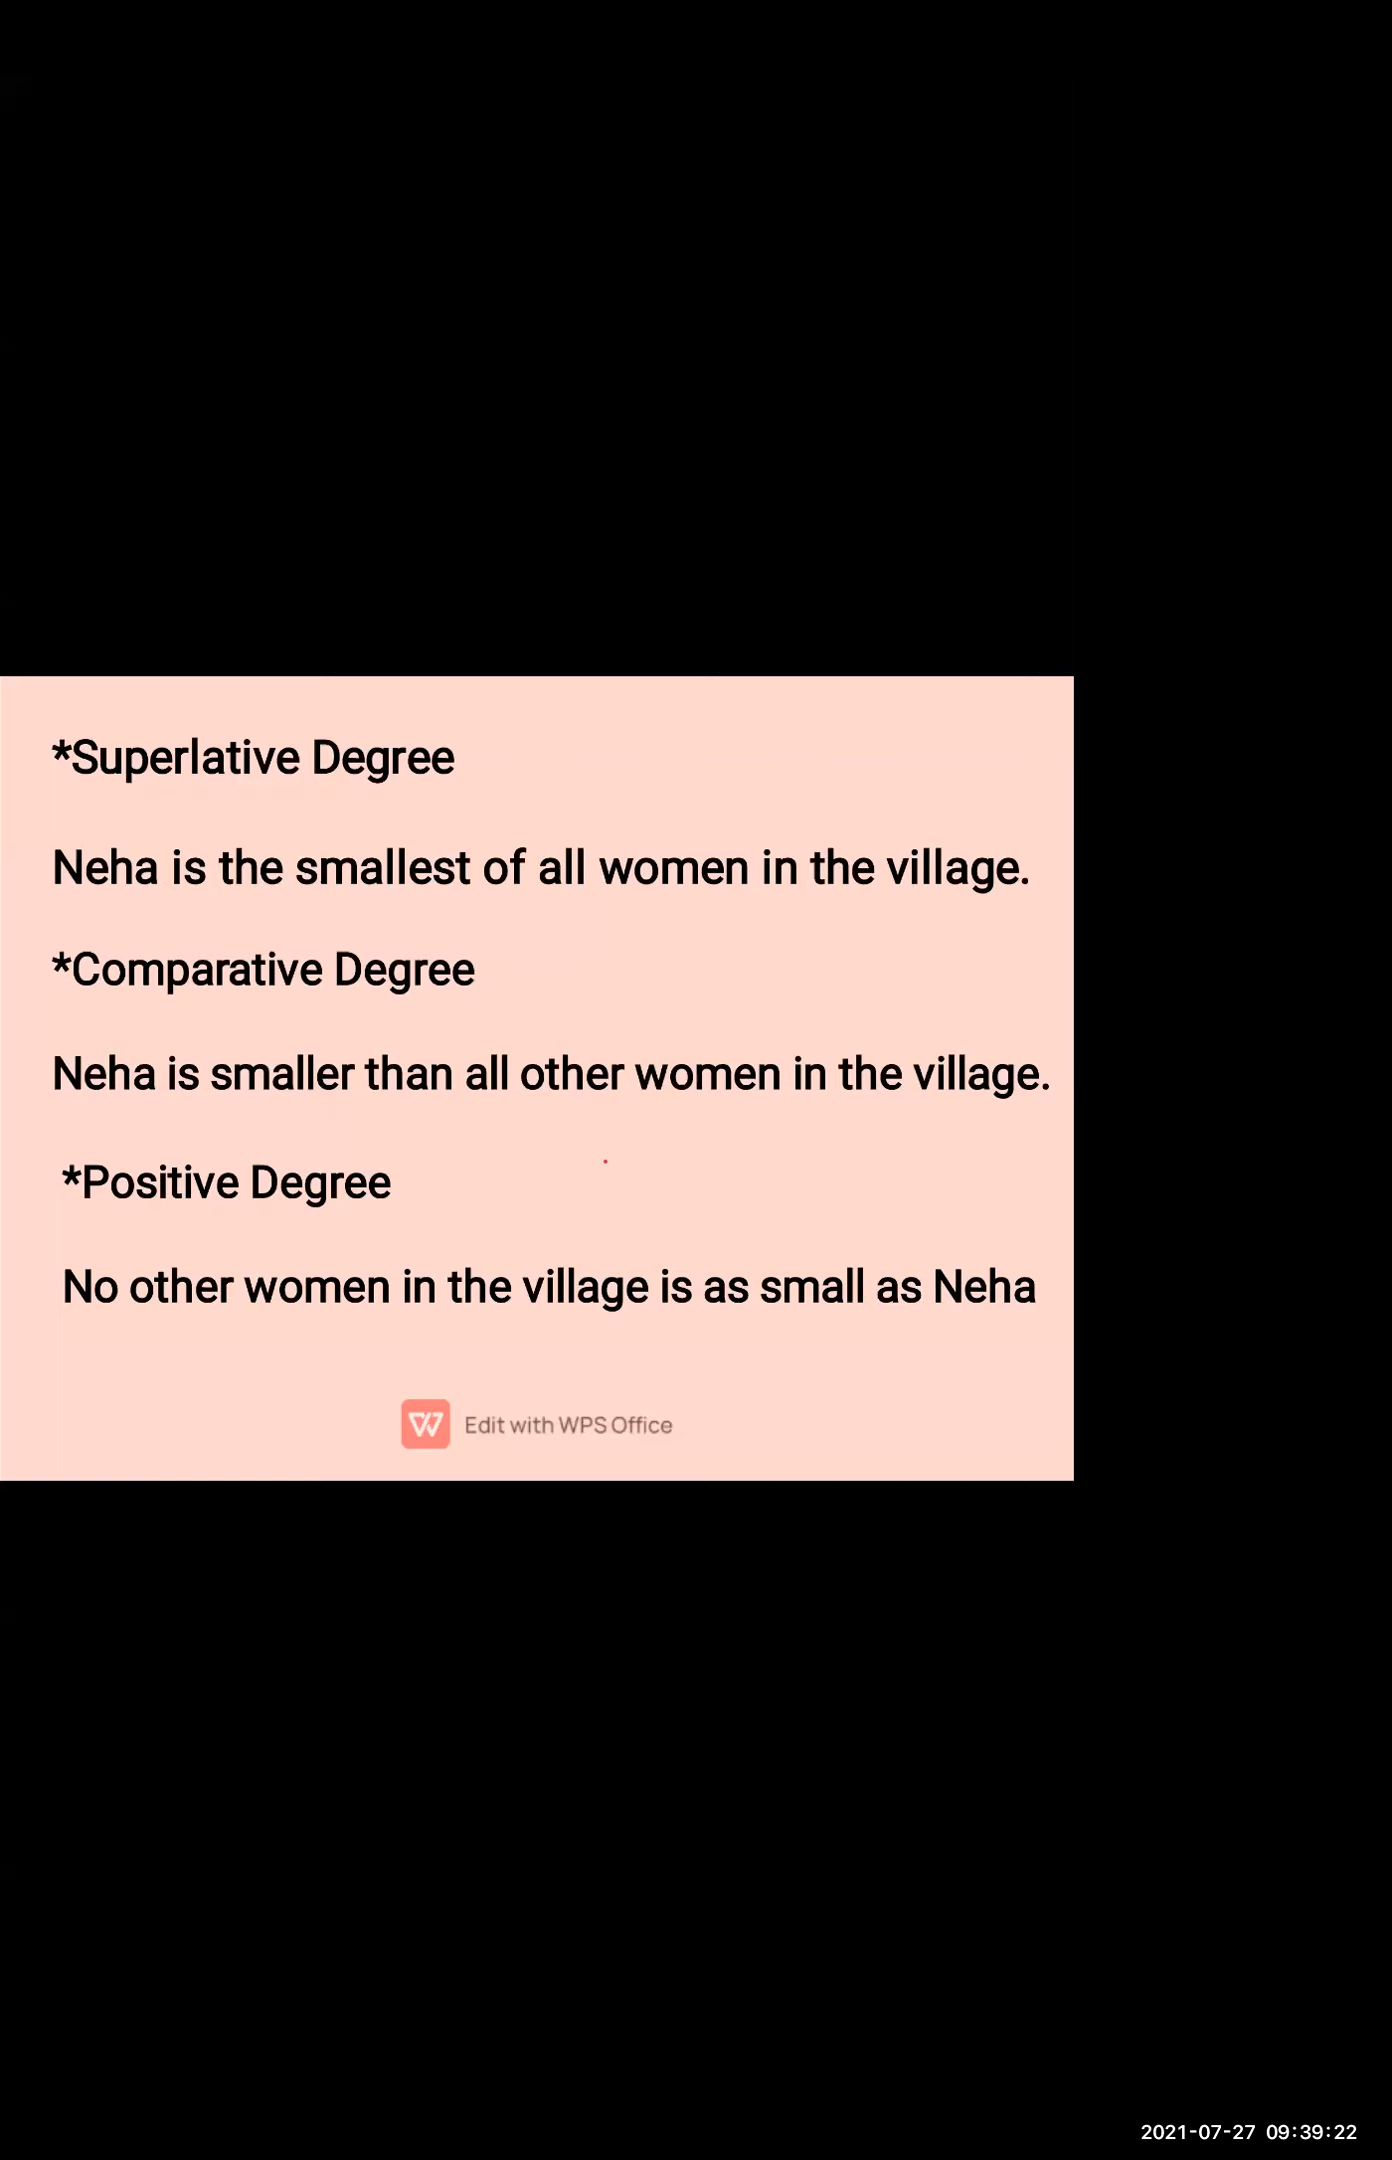 *Superlative Degree
Neha is the smallest of all women in the village.
*Comparative Degree
Neha is smaller than all other women in the village.
*Positive Degree
No other women in the village is as small as Neha
Edit with WPS Office
2021-07-27 09:39:22